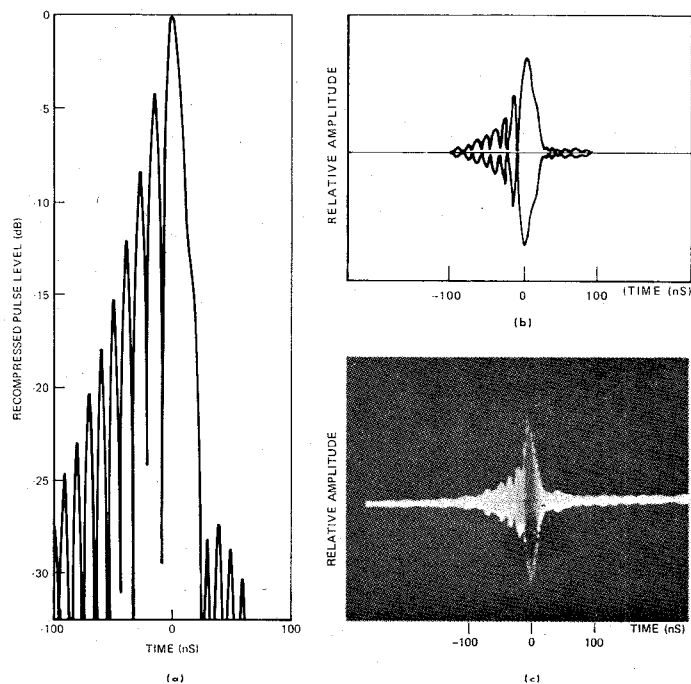 RECOMPRESSED PULSE LEVEL (dB)
0
-5
-10
-15
-20
-25
-30
-100
0
100
TIME (nS)
(a)
RELATIVE AMPLITUDE
-100
0
100
(TIME (nS)
(b)
RELATIVE AMPLITUDE
-100
0
100
TIME (nS)
(c)